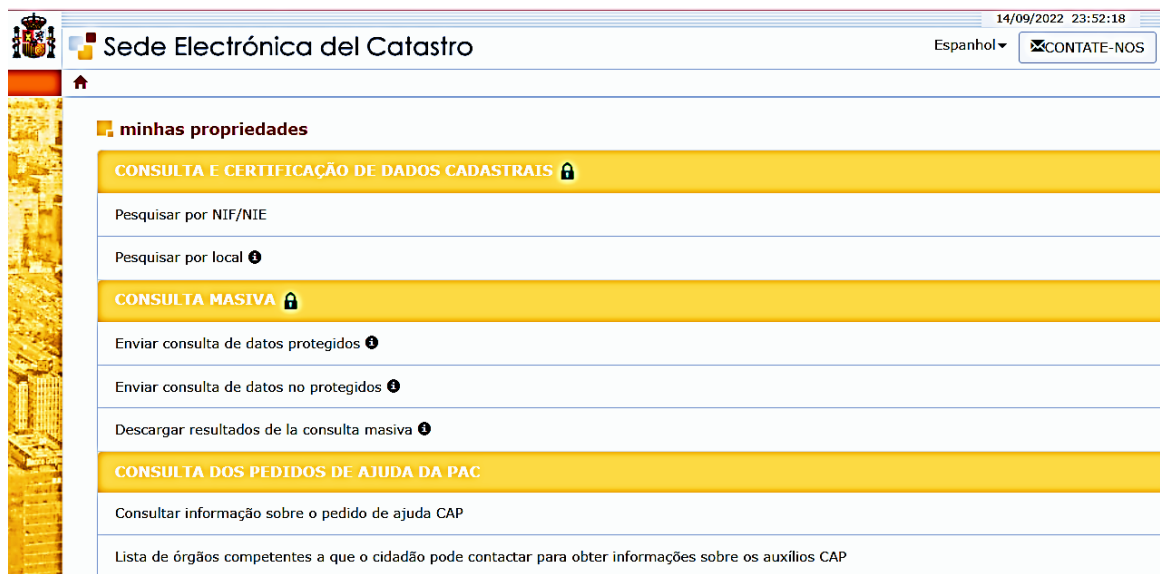 14/09/2022 23:52:18
Sede Electrónica del Catastro
Espanhol
CONTATE-NOS
minhas propriedades
CONSULTA E CERTIFICAÇÃO DE DADOS CADASTRAIS
Pesquisar por NIF/NIE
Pesquisar por local
CONSULTA MASIVA
Enviar consulta de datos protegidos
Enviar consulta de datos no protegidos
Descargar resultados de la consulta masiva
CONSULTA DOS PEDIDOS DE AJUDA DA PAC
Consultar informação sobre o pedido de ajuda CAP
Lista de órgãos competentes a que o cidadão pode contactar para obter informações sobre os auxílios CAP